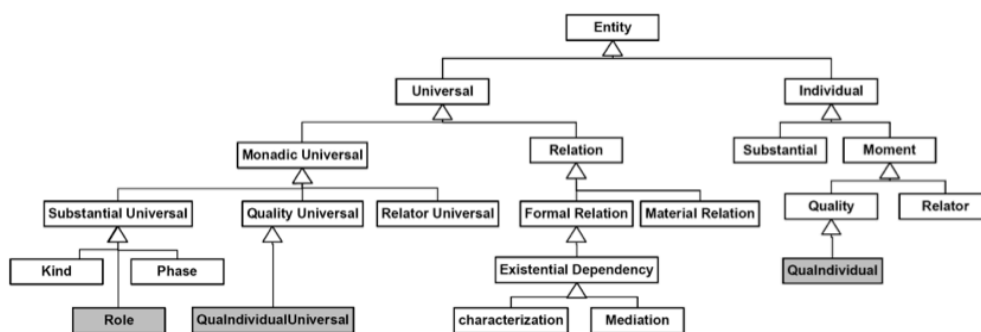 Entity
Universal
Individual
Monadic Universal
Relation
Substantial
Moment
Substantial Universal
Quality Universal
Relator Universal
Formal Relation
Material Relation
Quality
Relator
Kind
Phase
Existential Dependency
QuaIndividual
Role
QuaIndividualUniversal
characterization
Mediation